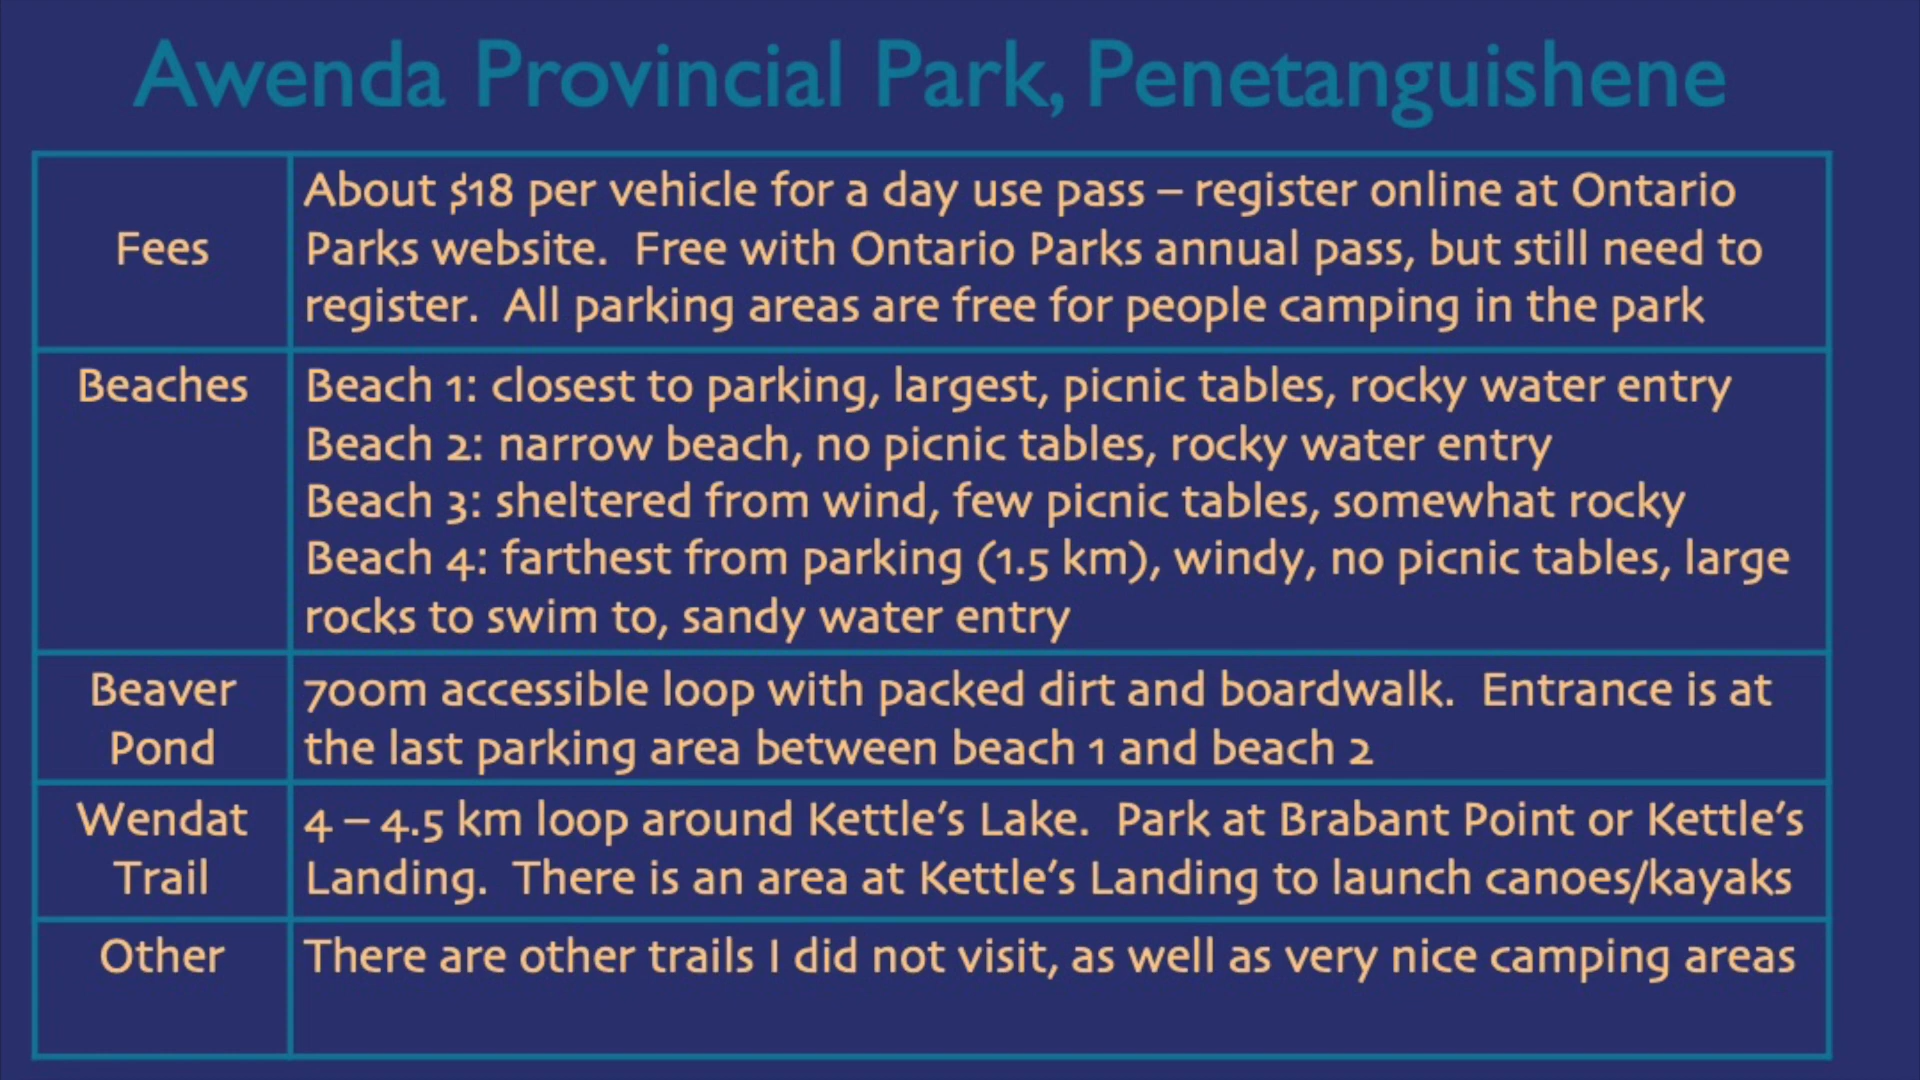 Awenda Provincial Park, Penetanguishene
Fees
About $18 per vehicle for a day use pass – register online at Ontario
Parks website.  Free with Ontario Parks annual pass, but still need to
register.  All parking areas are free for people camping in the park
Beaches
Beach 1: closest to parking, largest, picnic tables, rocky water entry
Beach 2: narrow beach, no picnic tables, rocky water entry
Beach 3: sheltered from wind, few picnic tables, somewhat rocky
Beach 4: farthest from parking (1.5 km), windy, no picnic tables, large
rocks to swim to, sandy water entry
Beaver
Pond
700m accessible loop with packed dirt and boardwalk.  Entrance is at
the last parking area between beach 1 and beach 2
Wendat
Trail
4 – 4.5 km loop around Kettle’s Lake.  Park at Brabant Point or Kettle’s
Landing.  There is an area at Kettle’s Landing to launch canoes/kayaks
Other
There are other trails I did not visit, as well as very nice camping areas